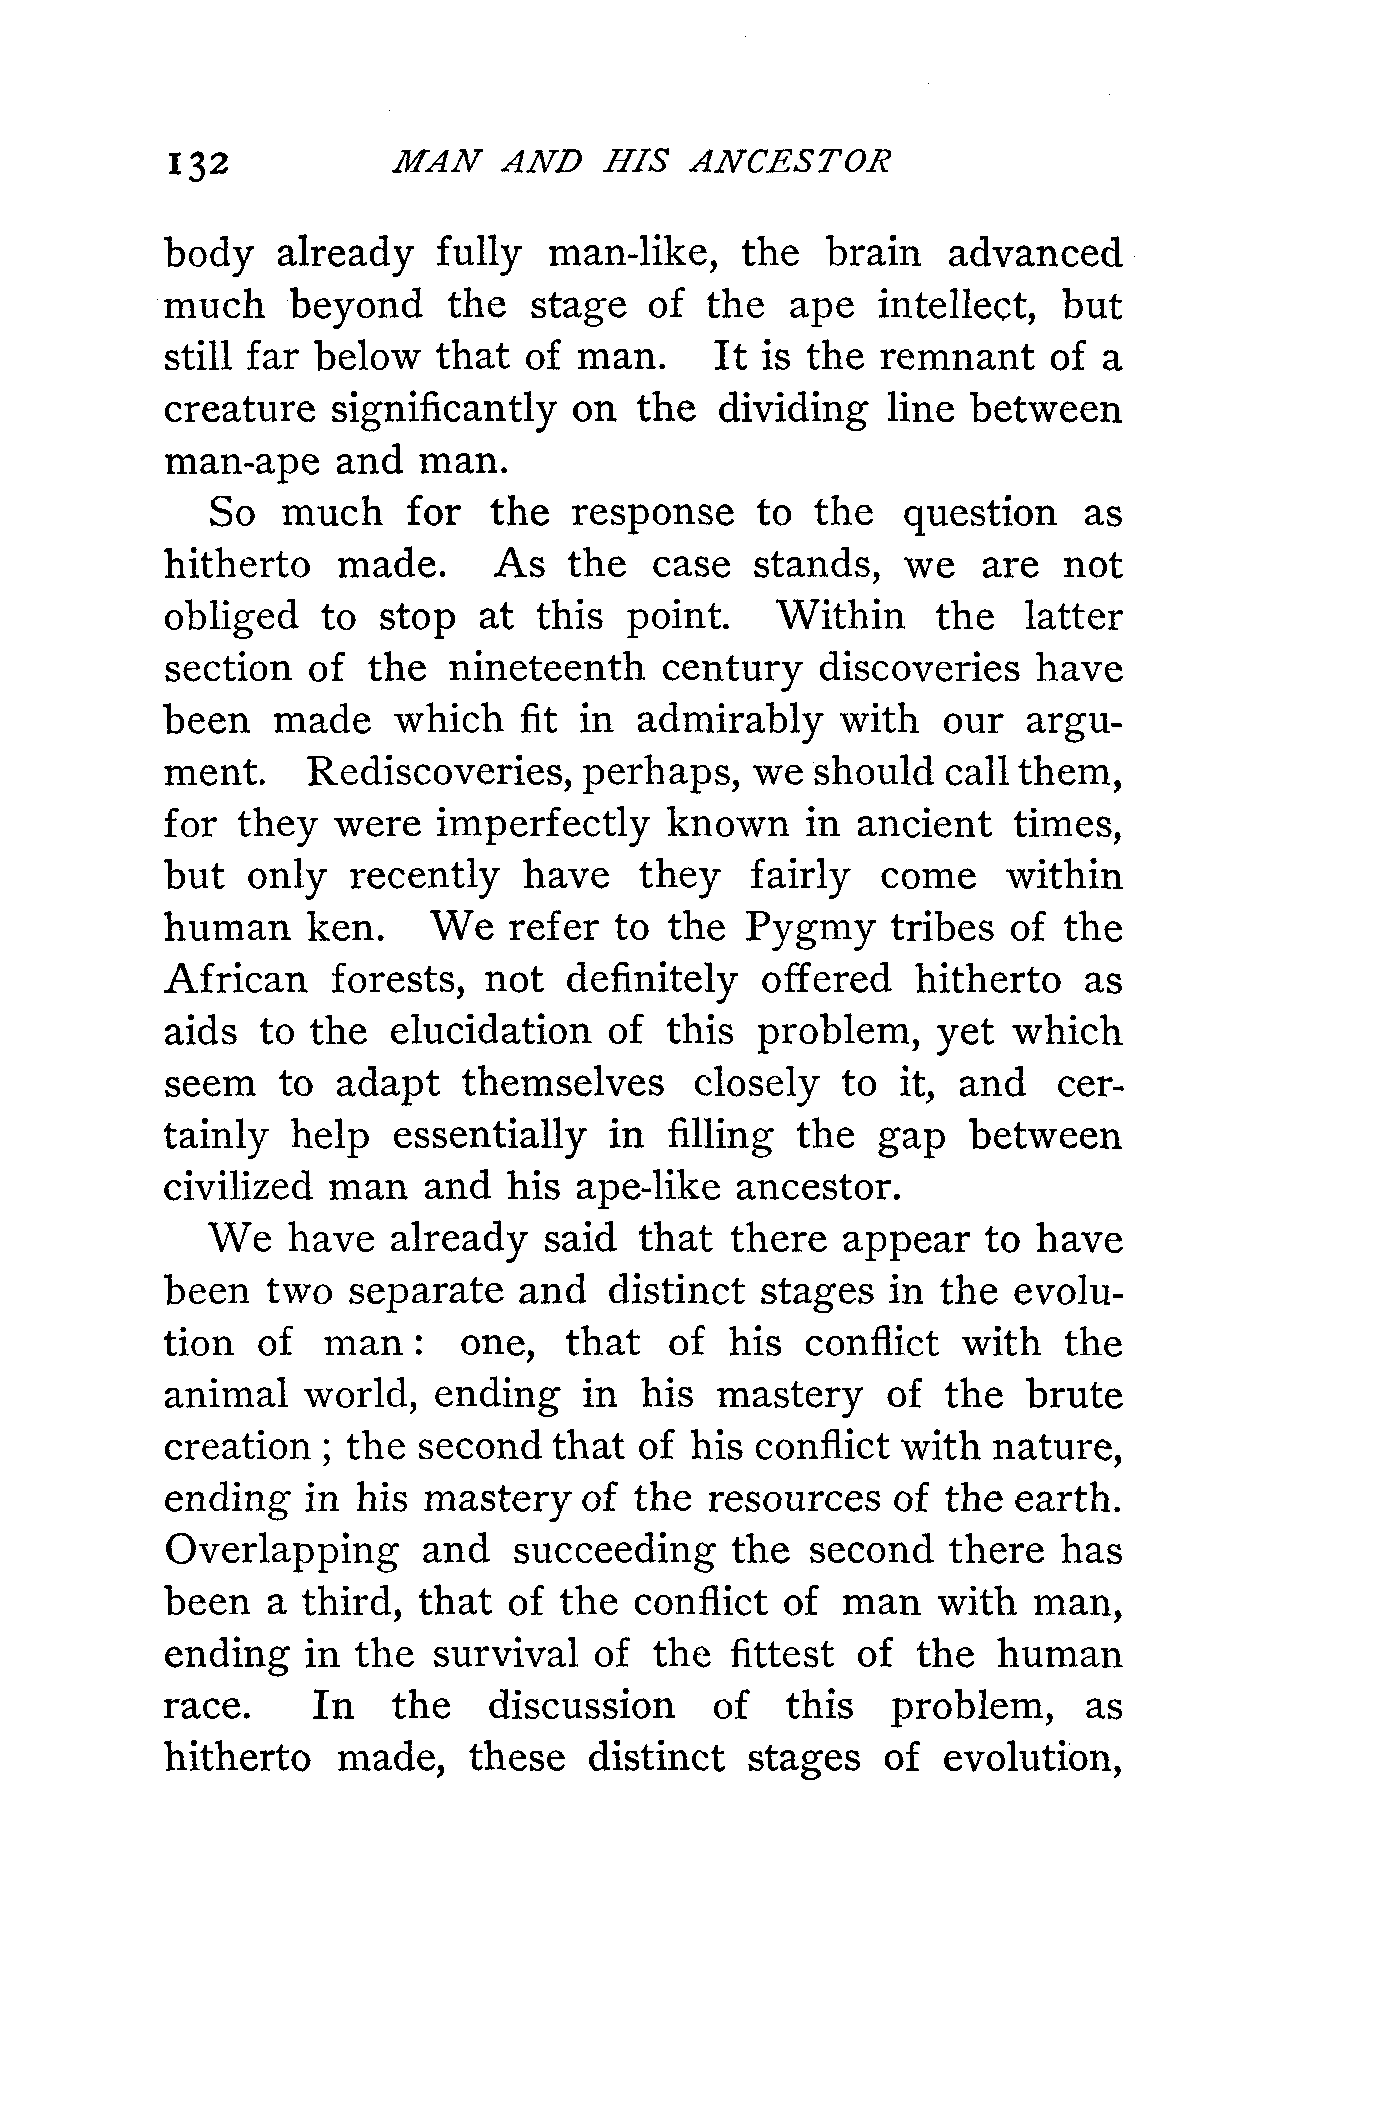 132 MAN AND HIS ANCESTOR
body already fully man-like, the brain advanced
much beyond the stage of the ape intellect, but
still far below that of man. It is the remnant of a
creature significantly on the dividing line between
man-ape and man.
So much for the response to the question as
hitherto made. As the case stands, we are not
obliged to stop at this point. Within the latter
section of the nineteenth century discoveries have
been made which fit in admirably with our argu-
ment. Rediscoveries, perhaps, we should call them,
for they were imperfectly known in ancient times,
but only recently have they fairly come within
human ken. We refer to the Pygmy tribes of the
African forests, not definitely offered hitherto as
aids to the elucidation of this problem, yet which
seem to adapt themselves closely to it, and cer-
tainly help essentially in filling the gap between
civilized man and his ape-like ancestor.
We have already said that there appear to have
been two separate and distinct stages in the evolu-
tion of man : one, that of his conflict with the
animal world, ending in his mastery of the brute
creation ; the second that of his conflict with nature,
ending in his mastery of the resources of the earth.
Overlapping and succeeding the second there has
been a third, that of the conflict of man with man,
ending in the survival of the fittest of the human
race. In the discussion of this problem, as
hitherto made, these distinct stages of evolution,